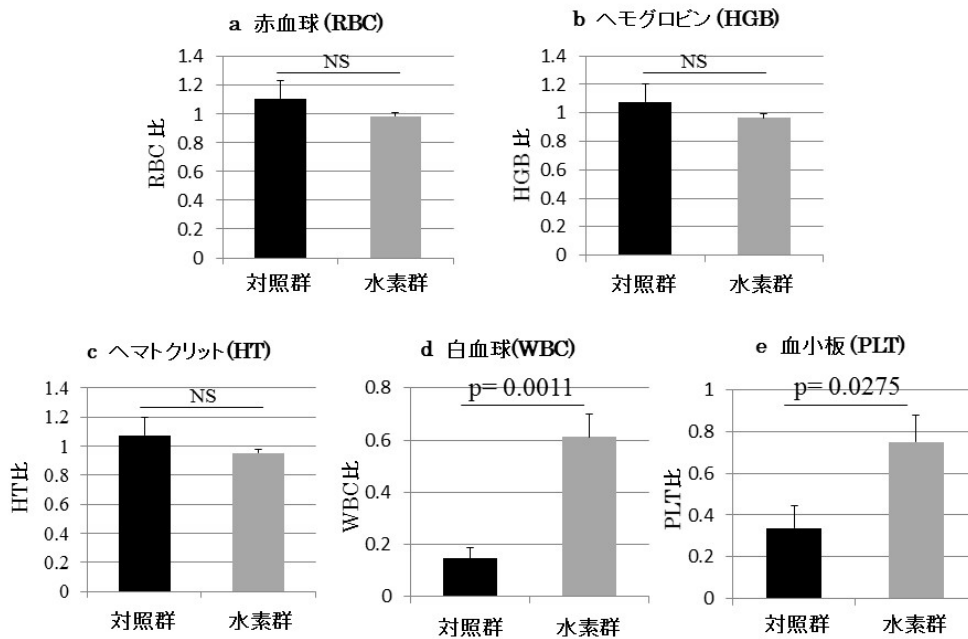 a 赤血球(RBC)
NS
1.4
1.2
1
0.8
0.6
0.4
0.2
0
RBC 比
対照群 水素群
b ヘモグロビン(HGB)
NS
1.4
1.2
1
0.8
0.6
0.4
0.2
0
HGB 比
対照群 水素群
c ヘマトクリット(HT)
NS
1.4
1.2
1
0.8
0.6
0.4
0.2
0
HT比
対照群 水素群
d 白血球(WBC)
p= 0.0011
0.8
0.6
0.4
0.2
0
WBC比
対照群 水素群
e 血小板(PLT)
p= 0.0275
1
0.8
0.6
0.4
0.2
0
PLT比
対照群 水素群